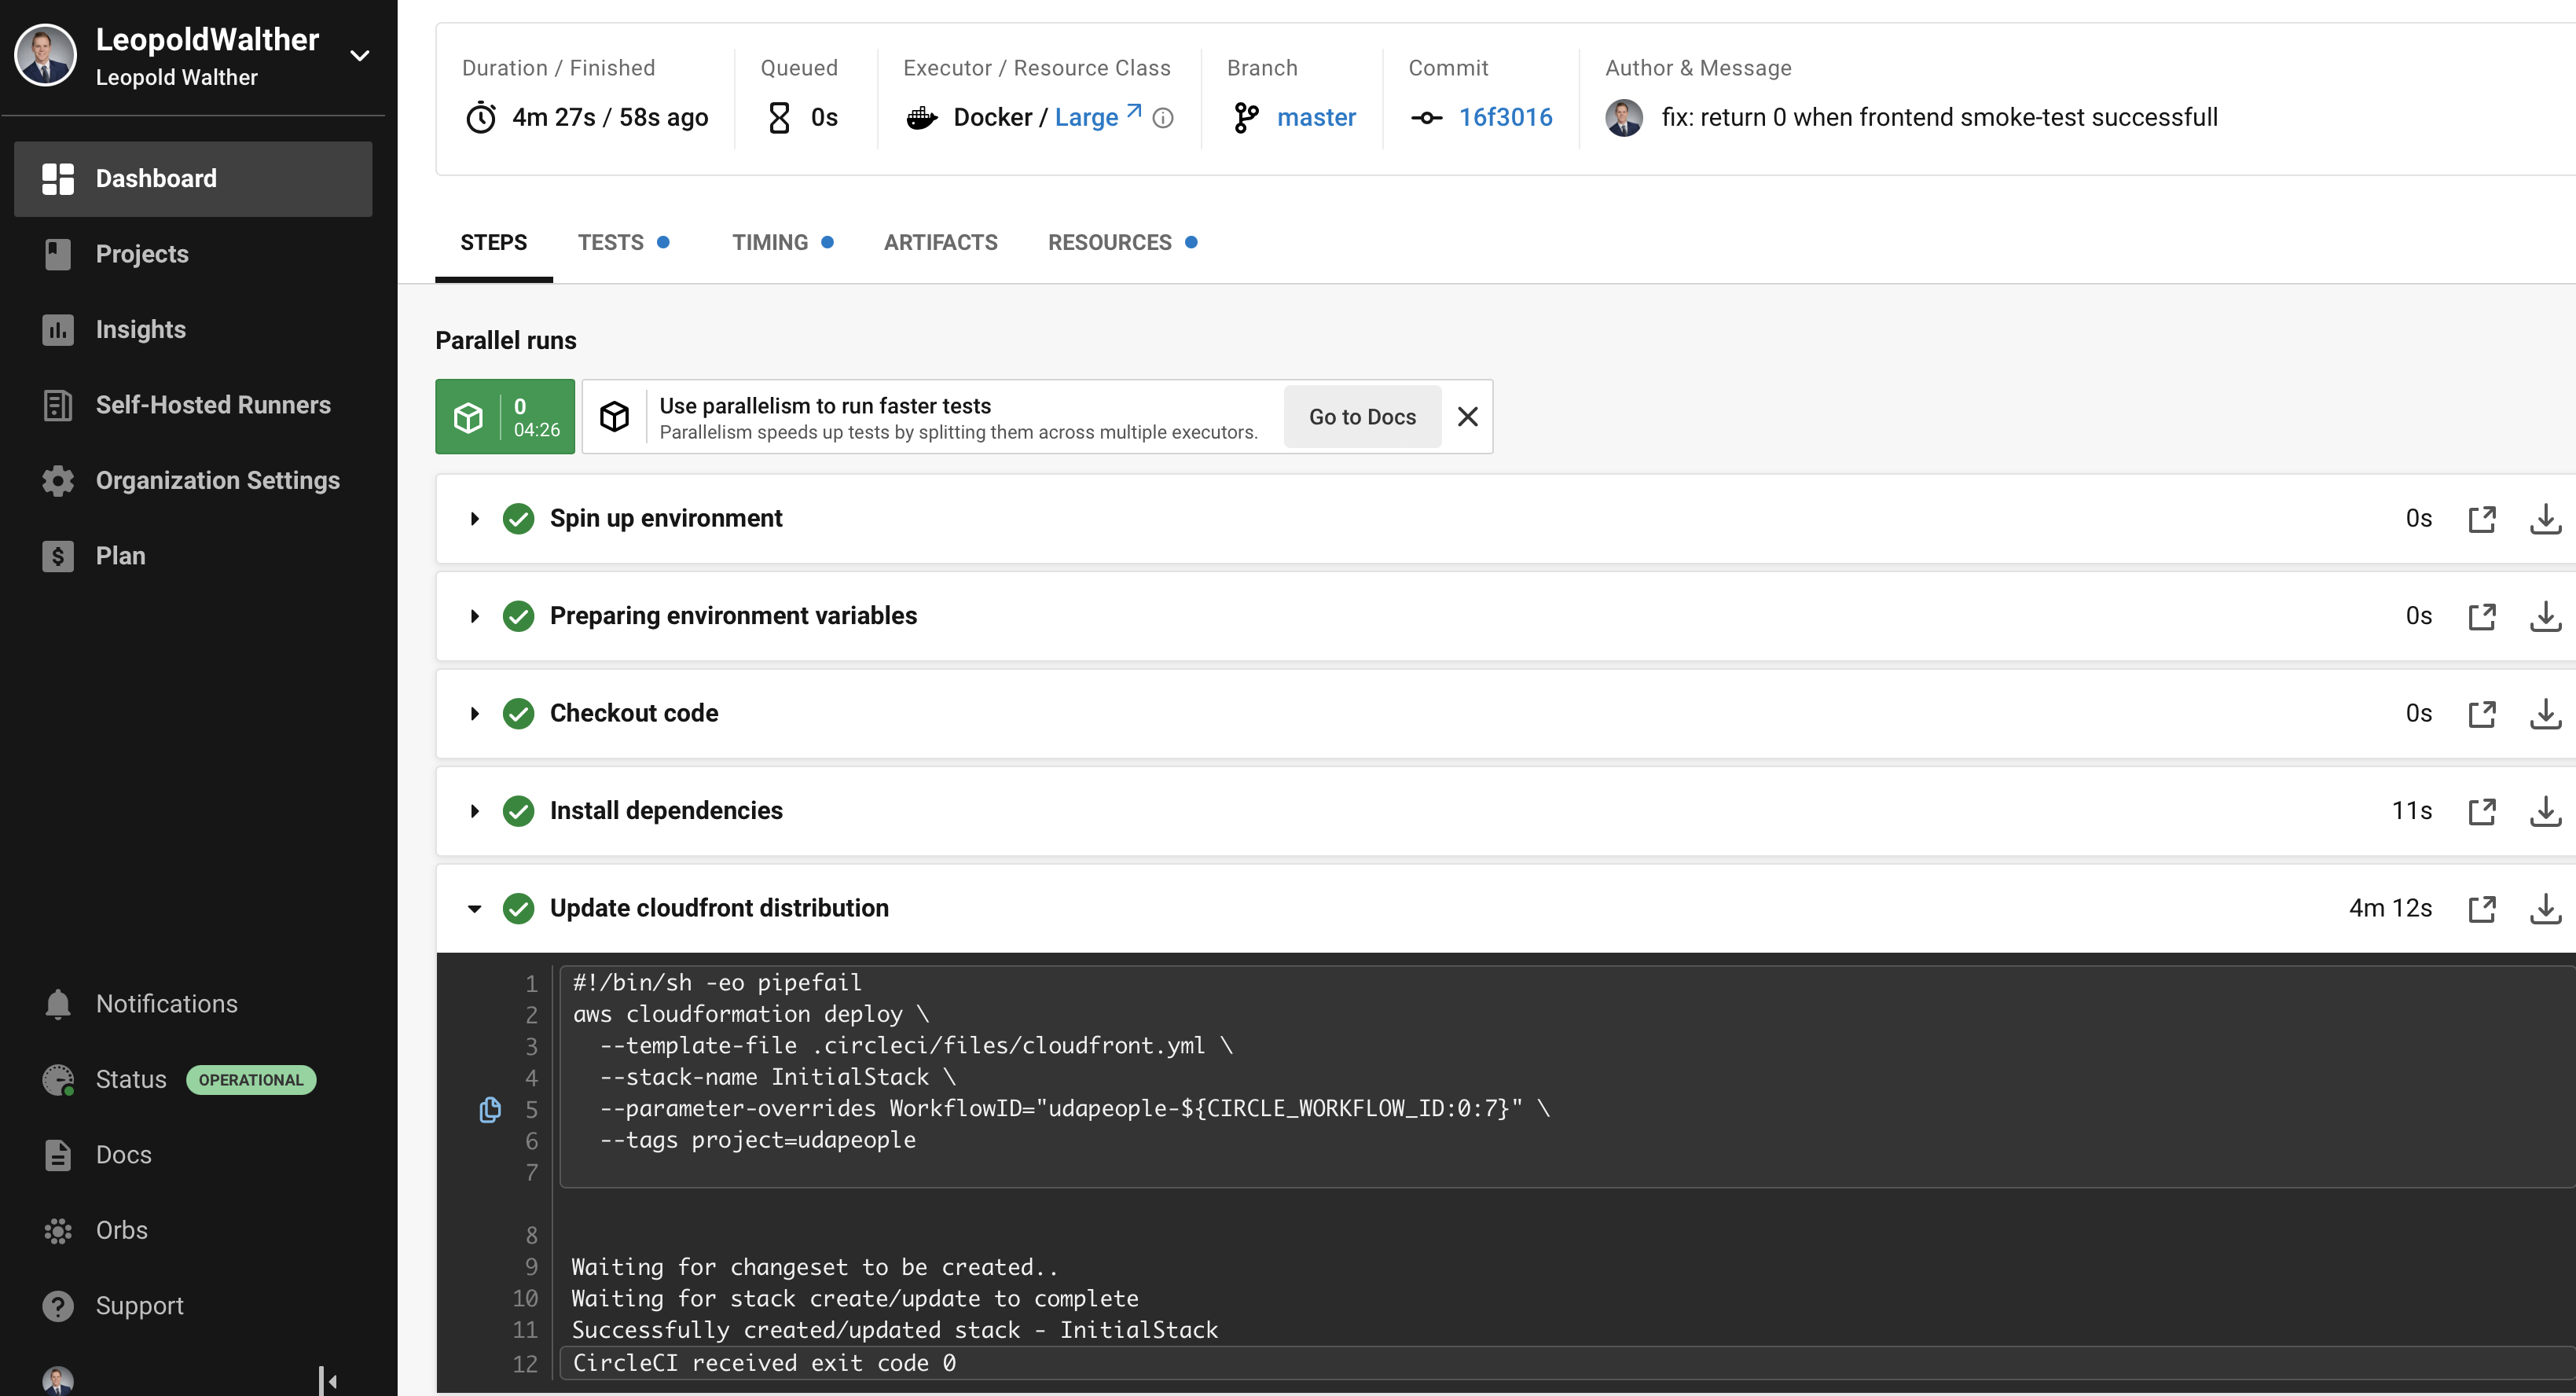 LeopoldWalther
Leopold Walther
Dashboard
Projects
Insights
Self-Hosted Runners
Organization Settings
Plan
Notifications
Status OPERATIONAL
Docs
Orbs
Support
Duration / Finished
4m 27s / 58s ago
Queued
0s
Executor / Resource Class
Docker / Large
Branch
master
Commit
16f3016
Author & Message
fix: return 0 when frontend smoke-test successfull
STEPS TESTS TIMING ARTIFACTS RESOURCES
Parallel runs
0
04:26
Use parallelism to run faster tests
Parallelism speeds up tests by splitting them across multiple executors.
Go to Docs
Spin up environment 0s
Preparing environment variables 0s
Checkout code 0s
Install dependencies 11s
Update cloudfront distribution 4m 12s
1 #!/bin/sh -eo pipefail
2 aws cloudformation deploy \
3 --template-file .circleci/files/cloudfront.yml \
4 --stack-name InitialStack \
5 --parameter-overrides WorkflowID="udapeople-${CIRCLE_WORKFLOW_ID:0:7}" \
6 --tags project=udapeople
7
8
9 Waiting for changeset to be created..
10 Waiting for stack create/update to complete
11 Successfully created/updated stack - InitialStack
12 CircleCI received exit code 0